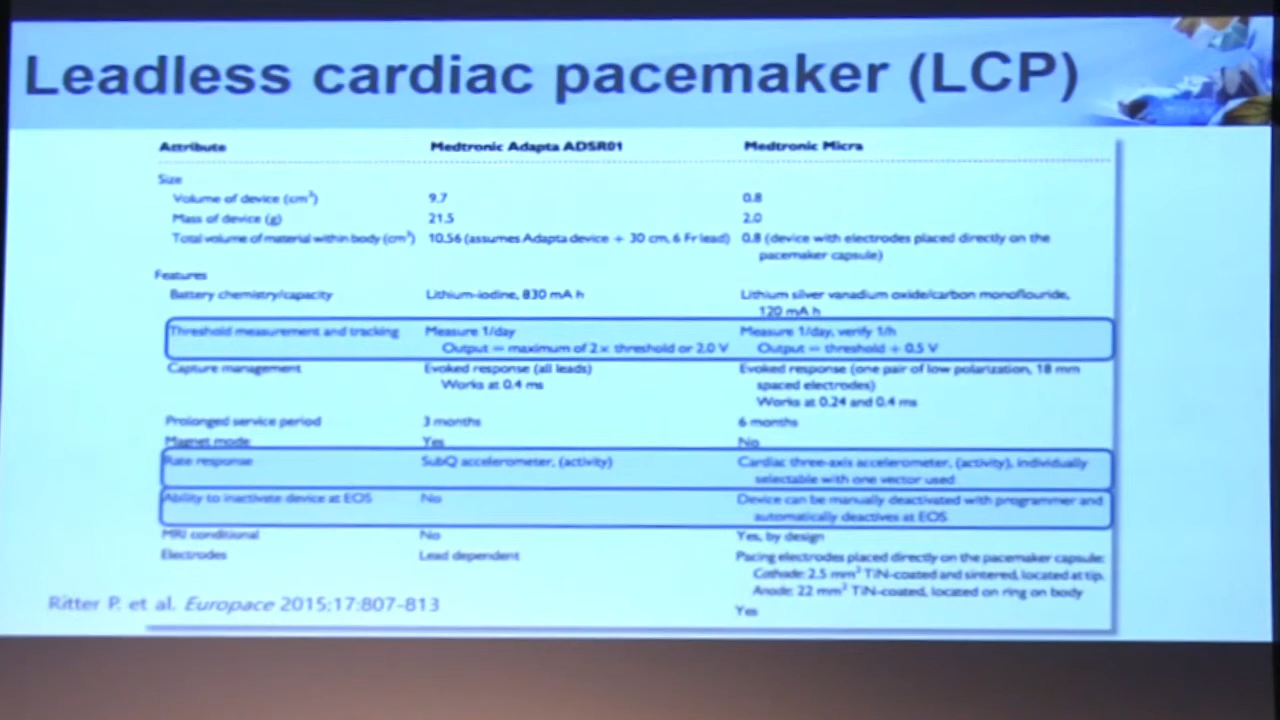 Leadless cardiac pacemaker (LCP)
Attribute Medtronic Adapta ADSR01 Medtronic Micra
Size
Volume of device (cm³) 9.7 0.8
Mass of device (g) 21.5 2.0
Total volume of material within body (cm³) 10.56 (assumes Adapta device + 30 cm, 6 Fr lead) 0.8 (device with electrodes placed directly on the
pacemaker capsule)
Features
Battery chemistry/capacity Lithium-iodine, 830 mA h Lithium silver vanadium oxide/carbon monoflouride,
120 mA h
Threshold measurement and tracking Measure 1/day Measure 1/day, verify 1/h
Output = maximum of 2× threshold or 2.0 V Output = threshold + 0.5 V
Capture management Evoked response (all leads) Evoked response (one pair of low polarization, 18 mm
Works at 0.4 ms spaced electrodes)
Works at 0.24 and 0.4 ms
Prolonged service period 3 months 6 months
Magnet mode Yes No
Rate response SubQ accelerometer, (activity) Cardiac three-axis accelerometer, (activity), individually
selectable with one vector used
Ability to inactivate device at EOS No Device can be manually deactivated with programmer and
automatically deactives at EOS
MRI conditional No Yes, by design
Electrodes Lead dependent Pacing electrodes placed directly on the pacemaker capsule:
Cathode: 2.5 mm² TiN-coated and sintered, located at tip.
Anode: 22 mm² TiN-coated, located on ring on body
Yes
Ritter P. et al. Europace 2015;17:807–813